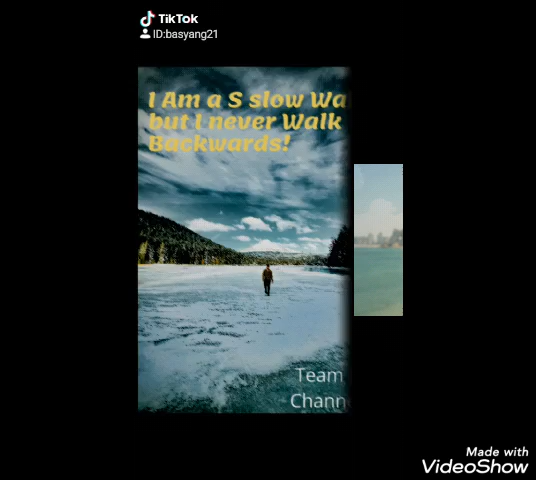 TikTok
ID:basyang21
I Am a S slow Wa
but I never Walk
Backwards!
Team
Chann
Made with
VideoShow